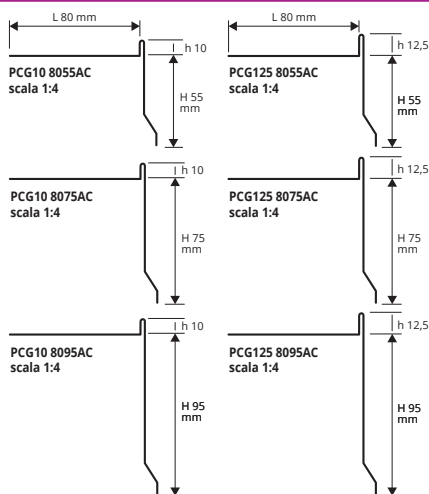 L 80 mm
L 80 mm
h 10
h 12,5
PCG10 8055AC
scala 1:4
H 55
mm
PCG125 8055AC
scala 1:4
H 55
mm
h 10
h 12,5
PCG10 8075AC
scala 1:4
H 75
mm
PCG125 8075AC
scala 1:4
H 75
mm
h 10
h 12,5
PCG10 8095AC
scala 1:4
H 95
mm
PCG125 8095AC
scala 1:4
H 95
mm